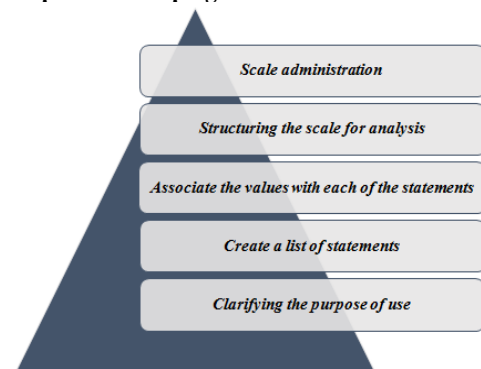 Scale administration
Structuring the scale for analysis
Associate the values with each of the statements
Create a list of statements
Clarifying the purpose of use